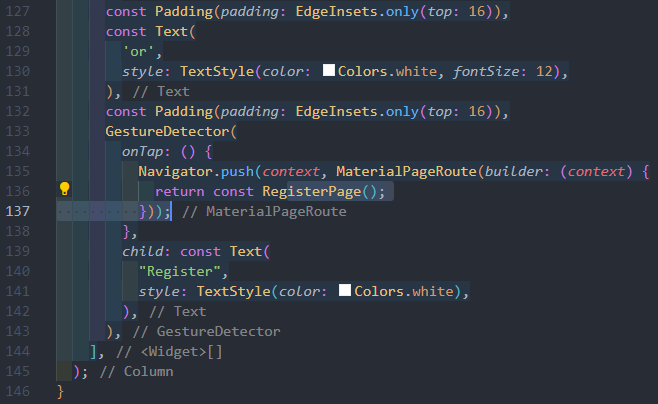 127 const Padding(padding: EdgeInsets.only(top: 16)),
128 const Text(
129 'or',
130 style: TextStyle(color: Colors.white, fontSize: 12),
131 ), // Text
132 const Padding(padding: EdgeInsets.only(top: 16)),
133 GestureDetector(
134 onTap: () {
135 Navigator.push(context, MaterialPageRoute(builder: (context) {
136 return const RegisterPage();
137 })); // MaterialPageRoute
138 },
139 child: const Text(
140 "Register",
141 style: TextStyle(color: Colors.white),
142 ), // Text
143 ), // GestureDetector
144 ], // <Widget>[]
145 ); // Column
146 }